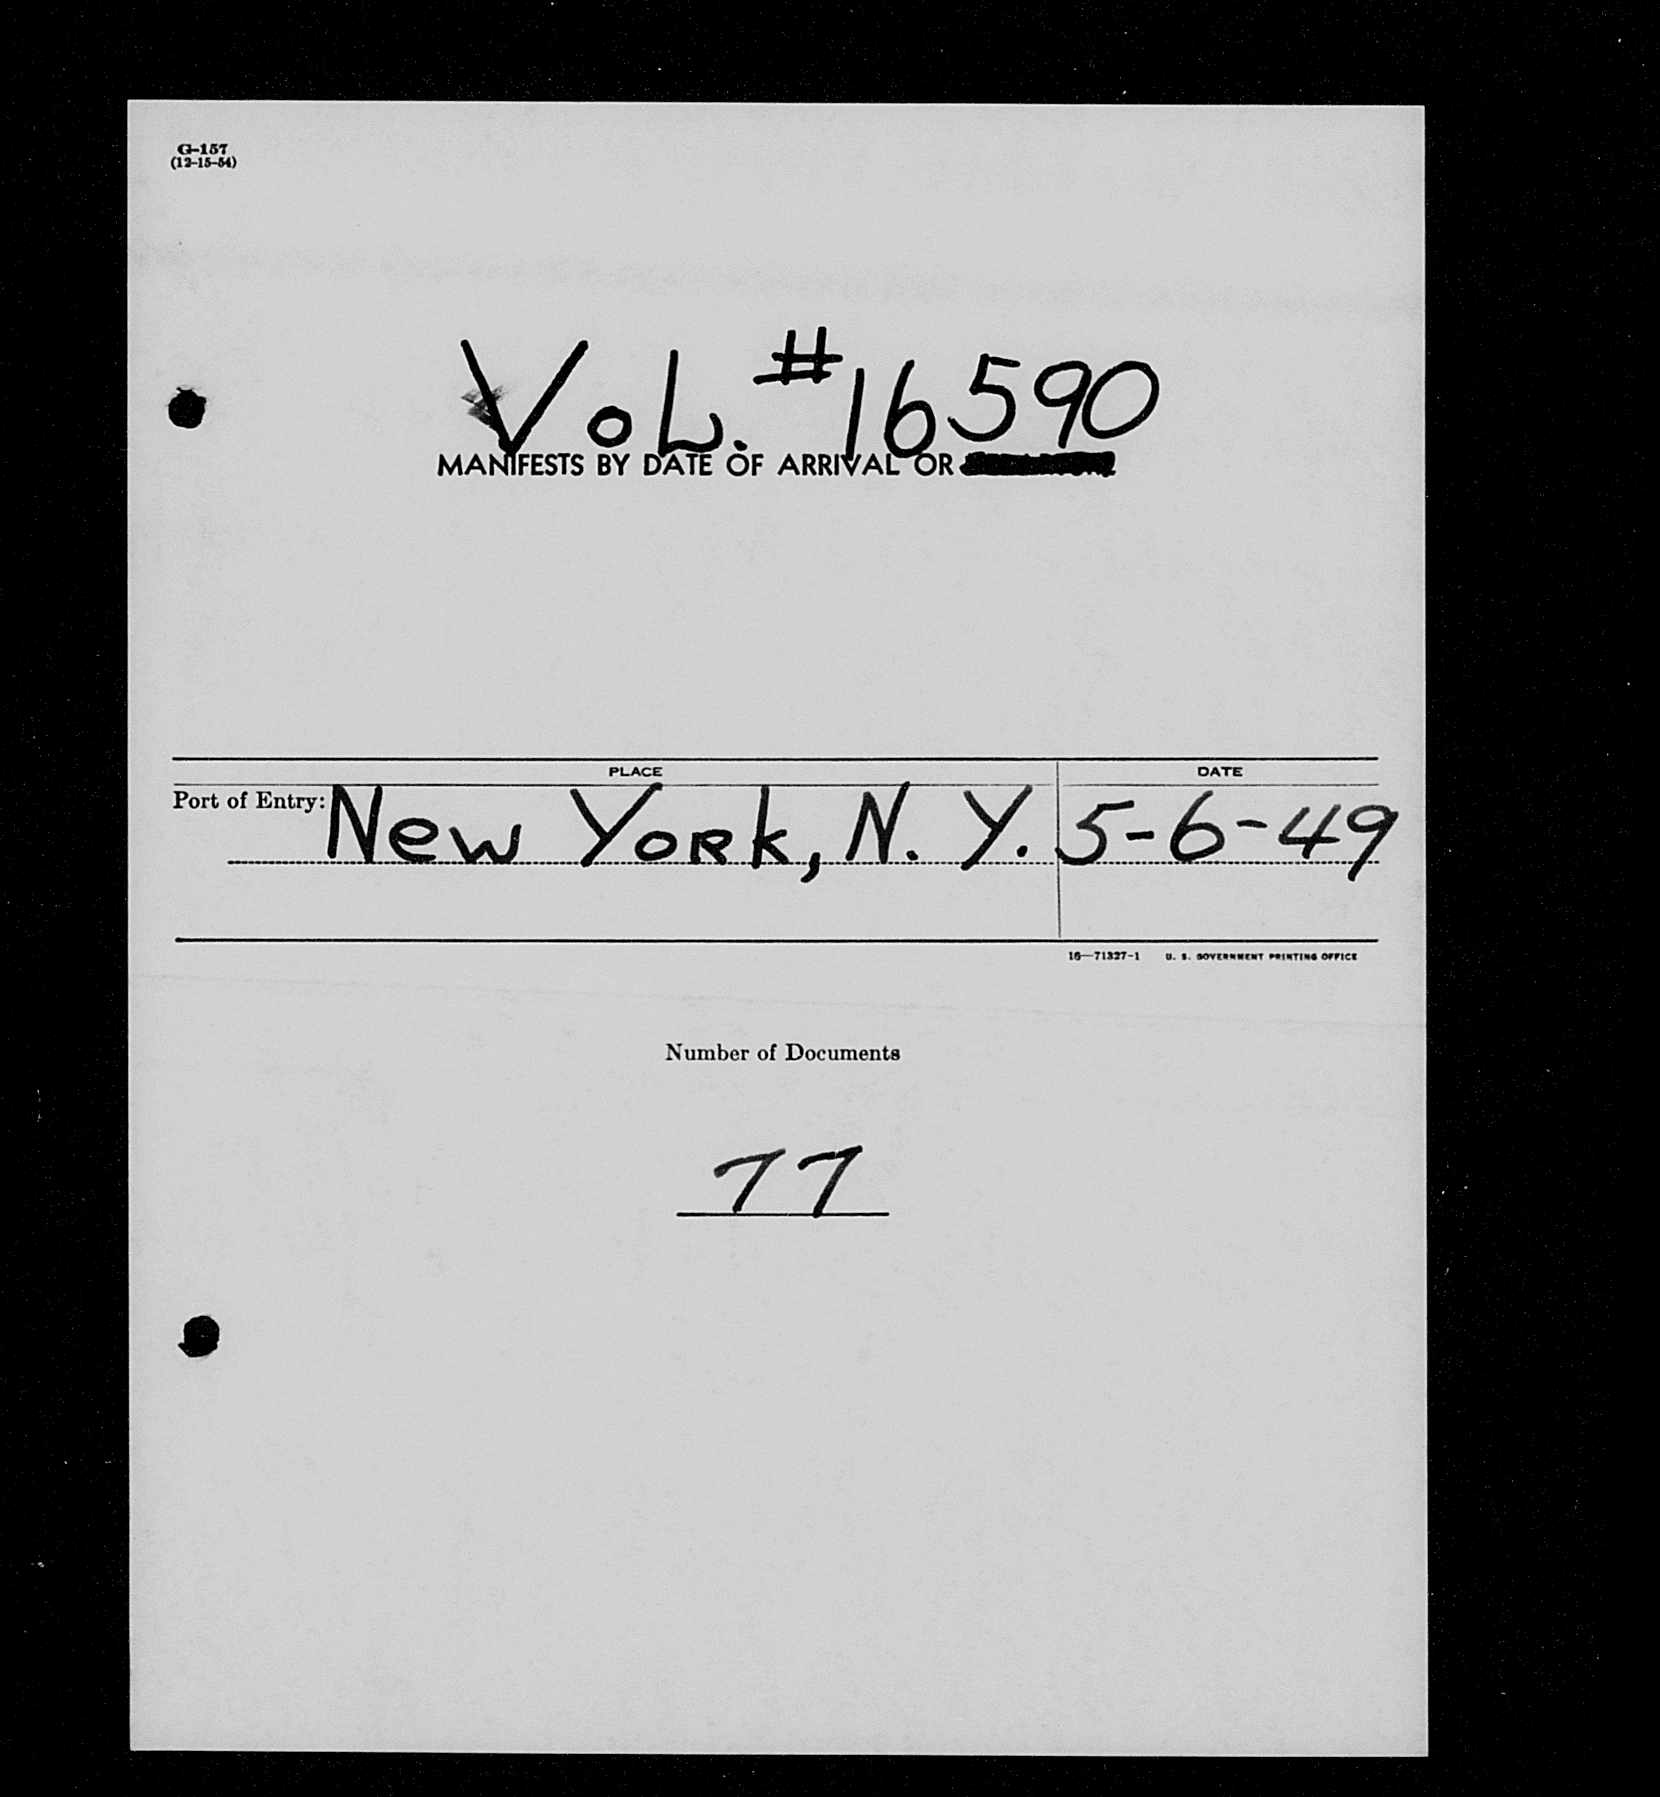 G-157
(12-15-54)
VoL. #16590
MANIFESTS BY DATE OF ARRIVAL OR
PLACE DATE
Port of Entry: New York, N. Y. 5-6-49
16—71327-1 U. S. GOVERNMENT PRINTING OFFICE
Number of Documents
77